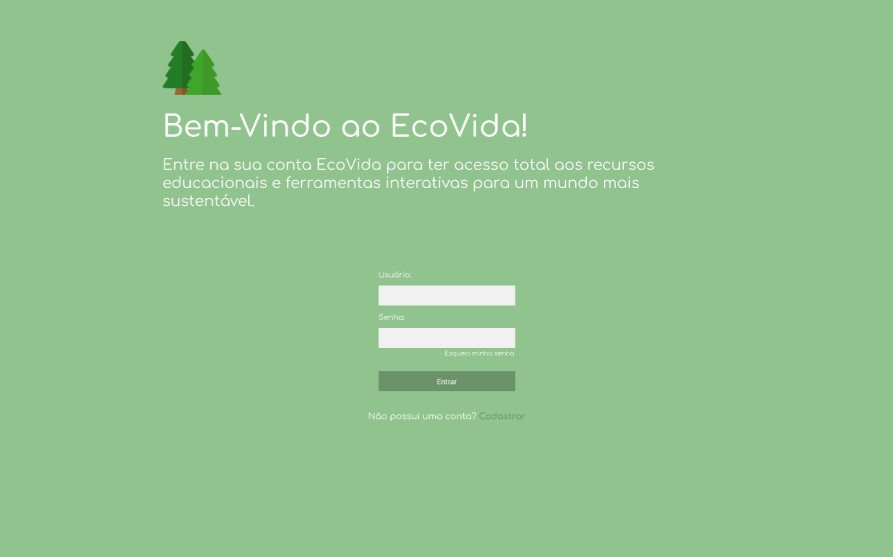 Bem-Vindo ao EcoVida!
Entre na sua conta EcoVida para ter acesso total aos recursos
educacionais e ferramentas interativas para um mundo mais
sustentável.
Usuário:
Senha:
Esqueci minha senha
Entrar
Não possui uma conta? Cadastrar